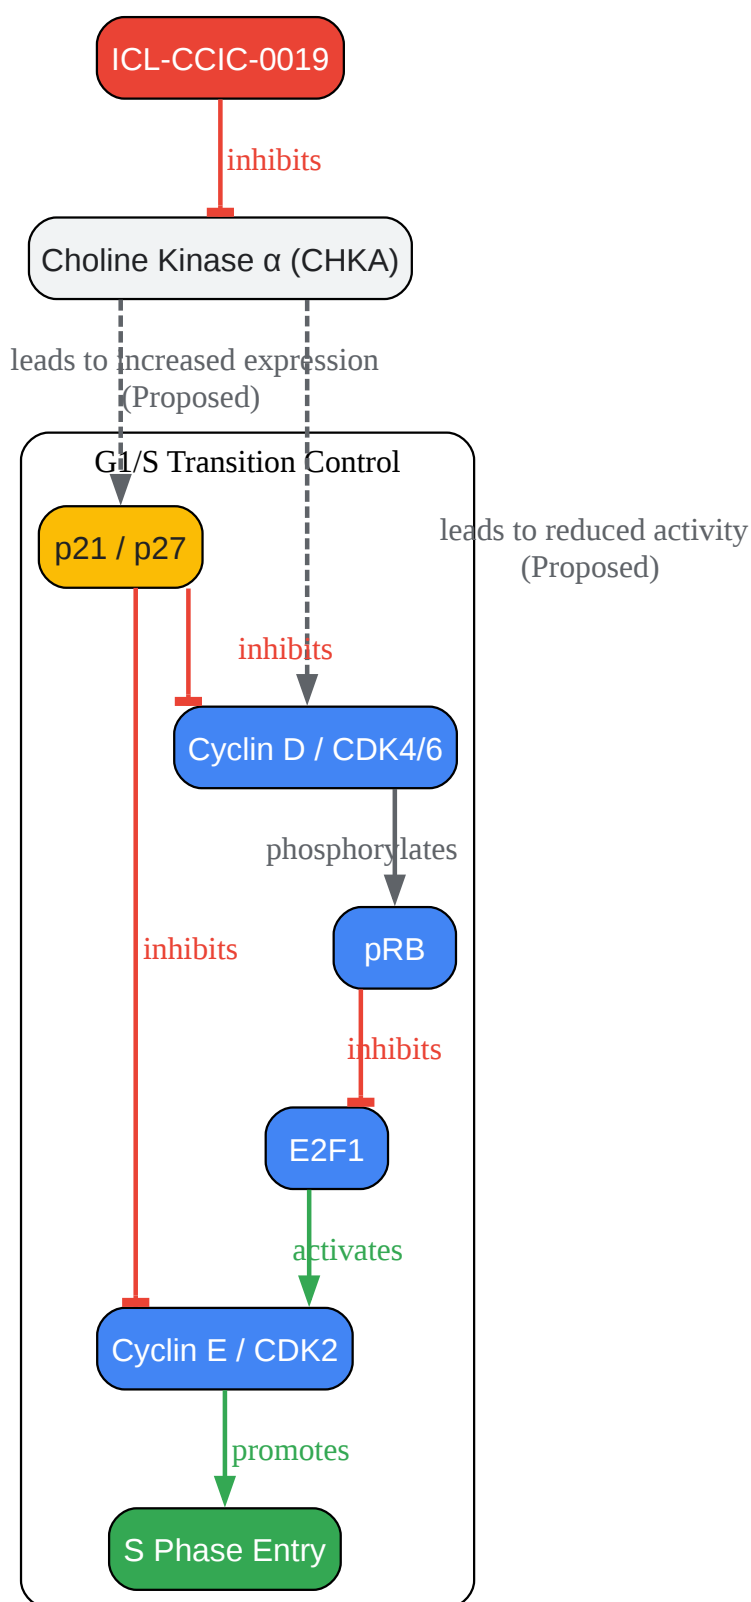 ICL-CCIC-0019
inhibits
Choline Kinase α (CHKA)
leads to increased expression
(Proposed)
G1/S Transition Control
leads to reduced activity
(Proposed)
p21 / p27
inhibits
Cyclin D / CDK4/6
phosphorylates
inhibits
pRB
inhibits
E2F1
activates
Cyclin E / CDK2
promotes
S Phase Entry